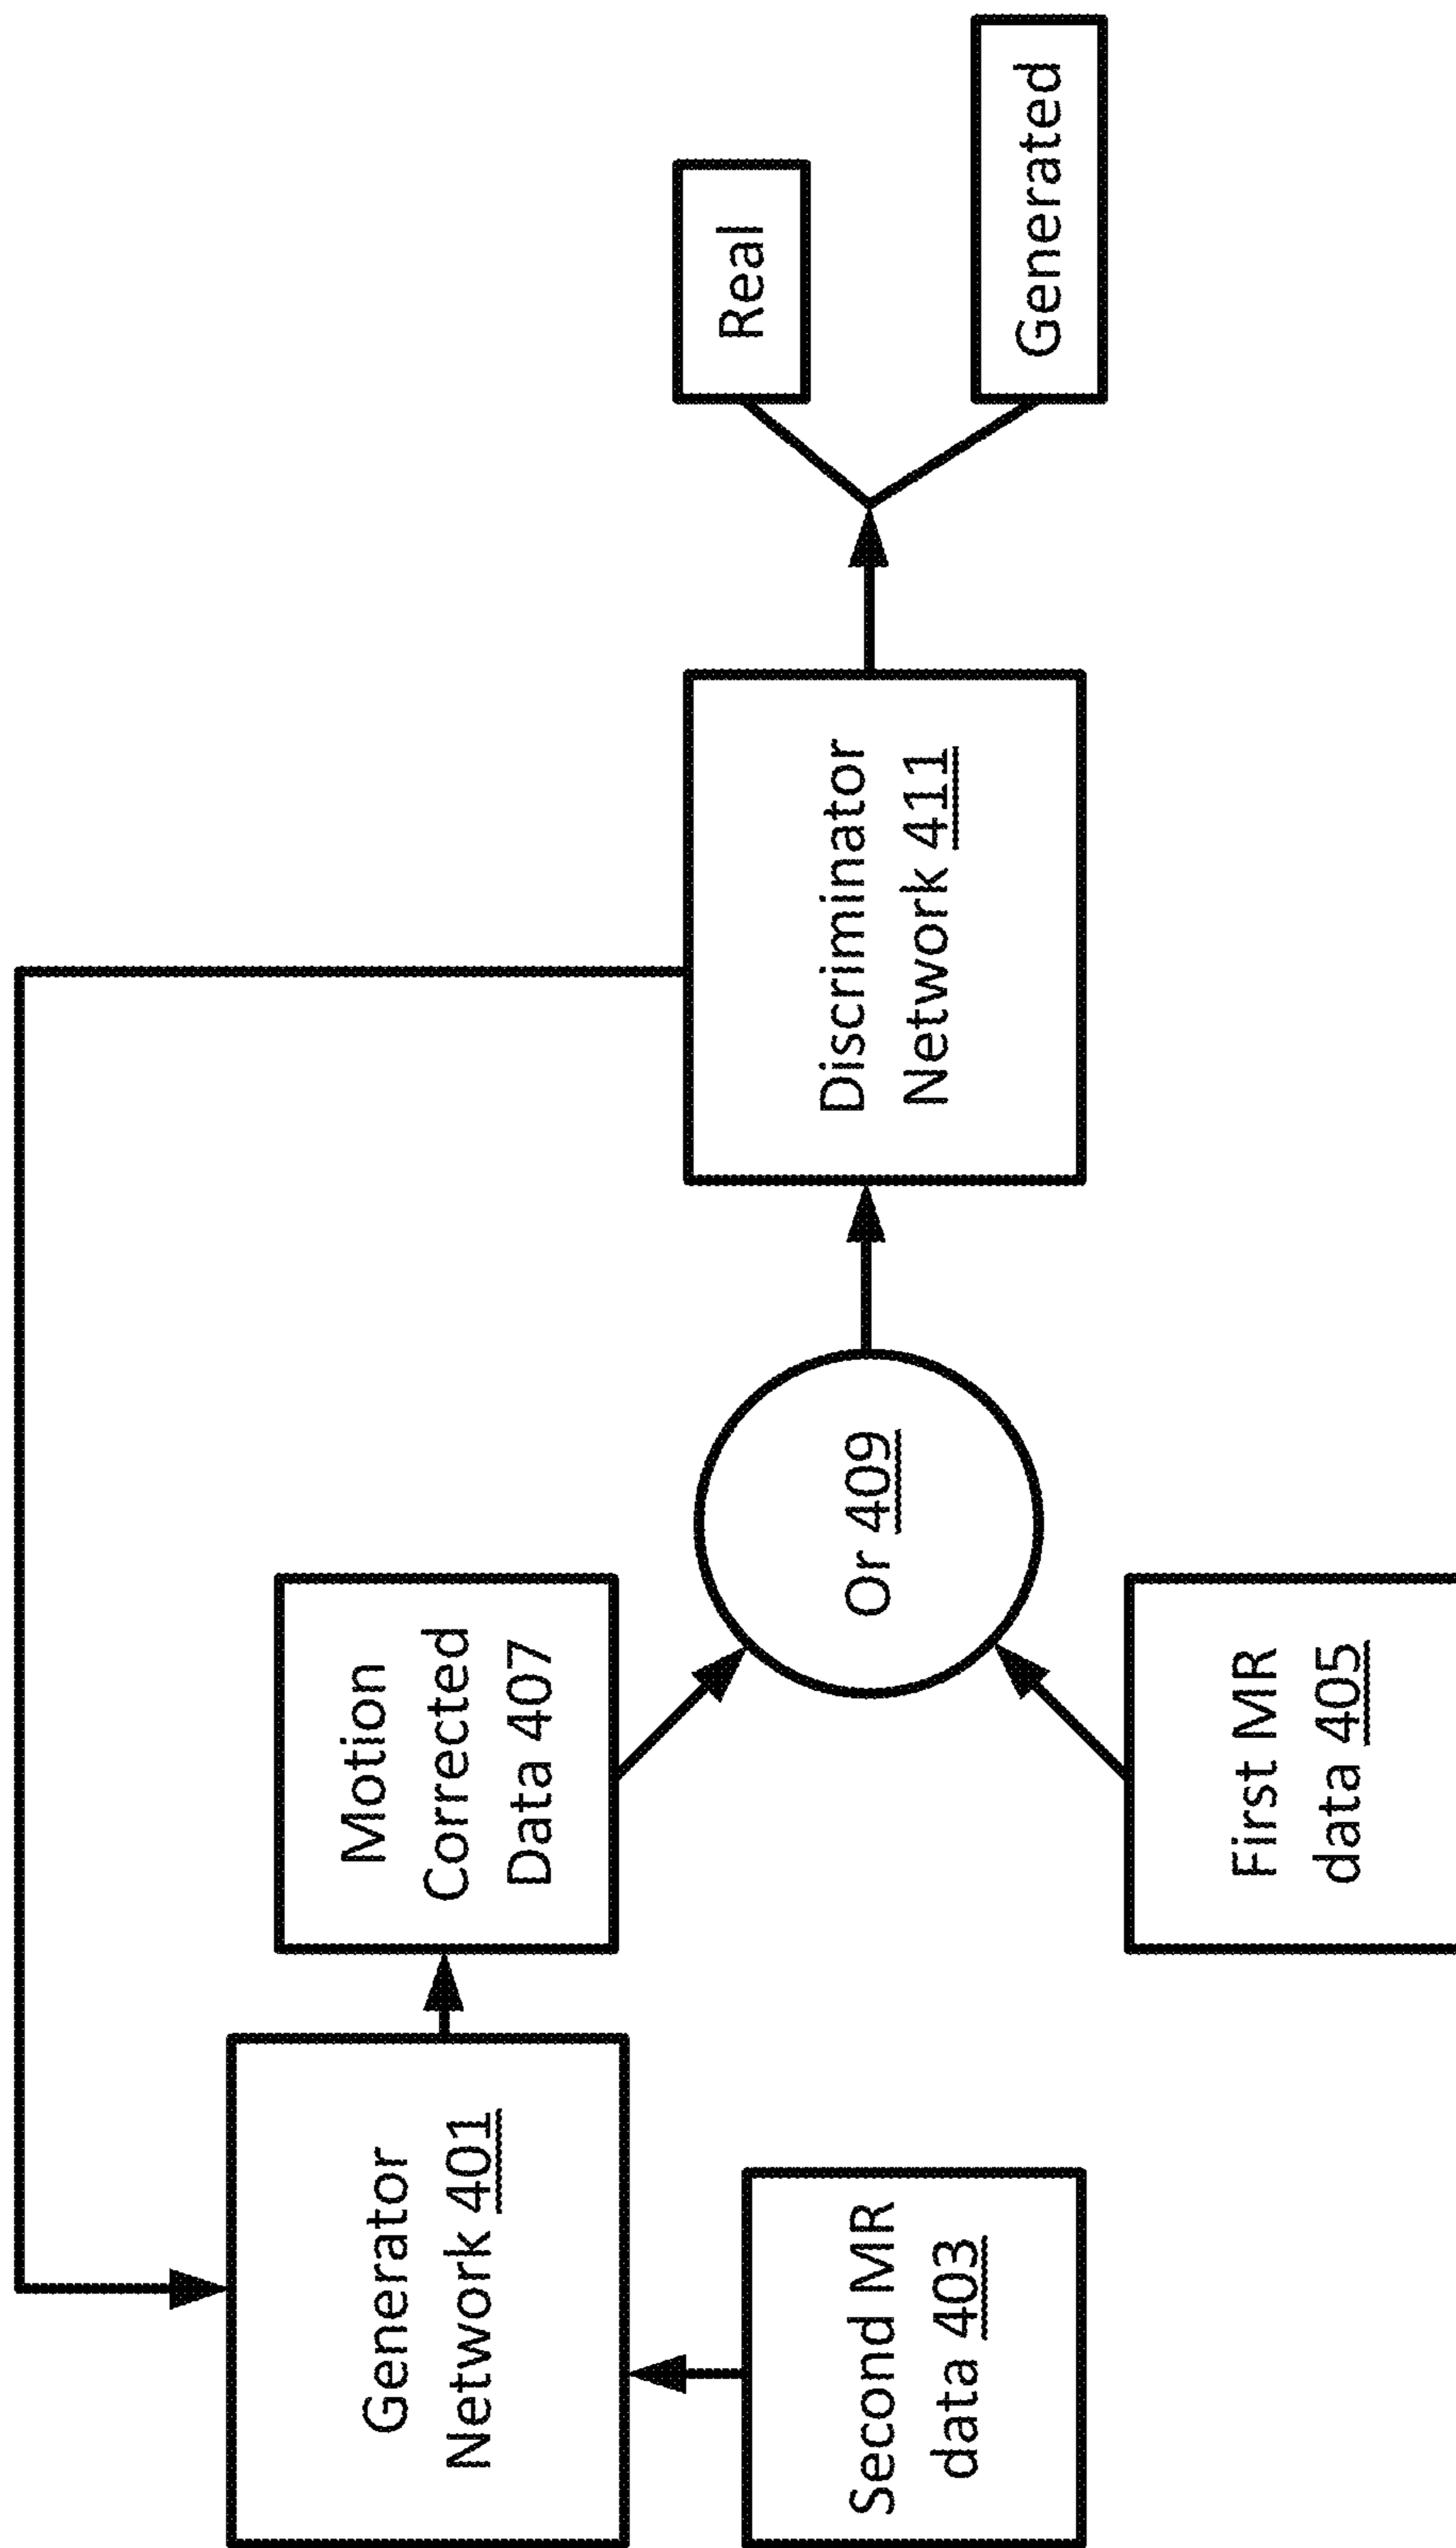 Generator
Network 401
Second MR
data 403
Motion
Corrected
Data 407
First MR
data 405
Or 409
Discriminator
Network 411
Real
Generated